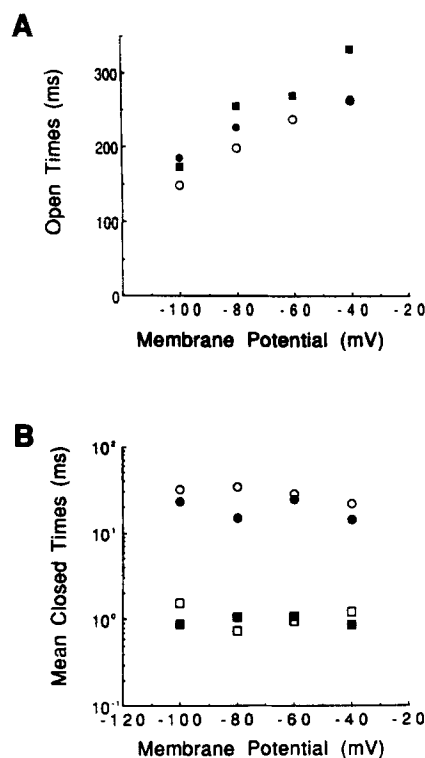 A
Open Times (ms)
300
200
100
0
-100 -80 -60 -40 -20
Membrane Potential (mV)
B
Mean Closed Times (ms)
10²
10¹
10⁰
10⁻¹
-120 -100 -80 -60 -40 -20
Membrane Potential (mV)